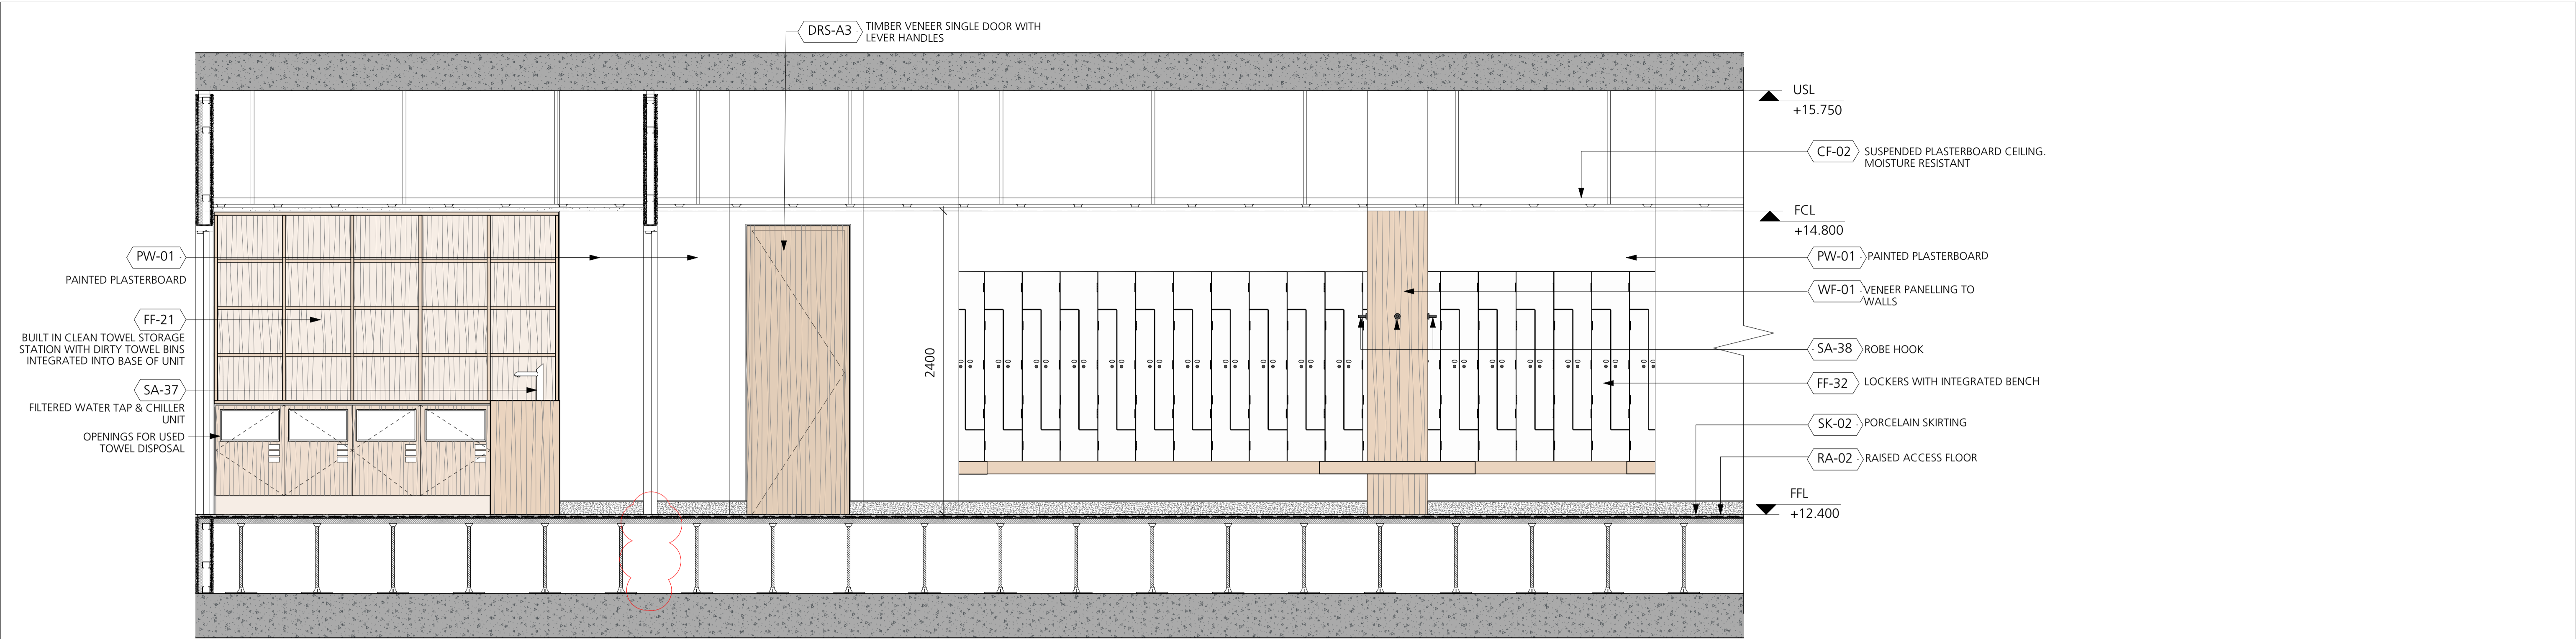 DRS-A3
TIMBER VENEER SINGLE DOOR WITH
LEVER HANDLES
USL
+15.750
CF-02
SUSPENDED PLASTERBOARD CEILING.
MOISTURE RESISTANT
FCL
+14.800
PW-01
PAINTED PLASTERBOARD
FF-21
BUILT IN CLEAN TOWEL STORAGE
STATION WITH DIRTY TOWEL BINS
INTEGRATED INTO BASE OF UNIT
SA-37
FILTERED WATER TAP & CHILLER
UNIT
OPENINGS FOR USED
TOWEL DISPOSAL
2400
PW-01
PAINTED PLASTERBOARD
WF-01
VENEER PANELLING TO
WALLS
SA-38
ROBE HOOK
FF-32
LOCKERS WITH INTEGRATED BENCH
SK-02
PORCELAIN SKIRTING
RA-02
RAISED ACCESS FLOOR
FFL
+12.400